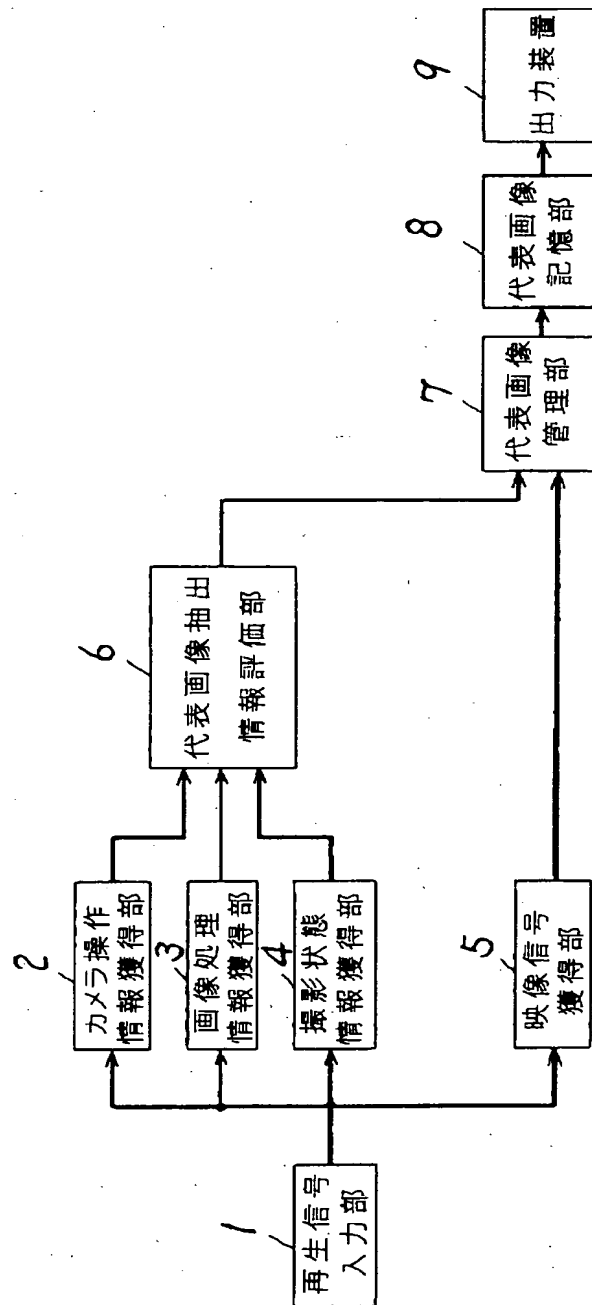 1
再生信号
入力部
2
カメラ操作
情報獲得部
3
画像処理
情報獲得部
4
撮影状態
情報獲得部
5
映像信号
獲得部
6
代表画像抽出
情報評価部
7
代表画像
管理部
8
代表画像
記憶部
9
出力装置